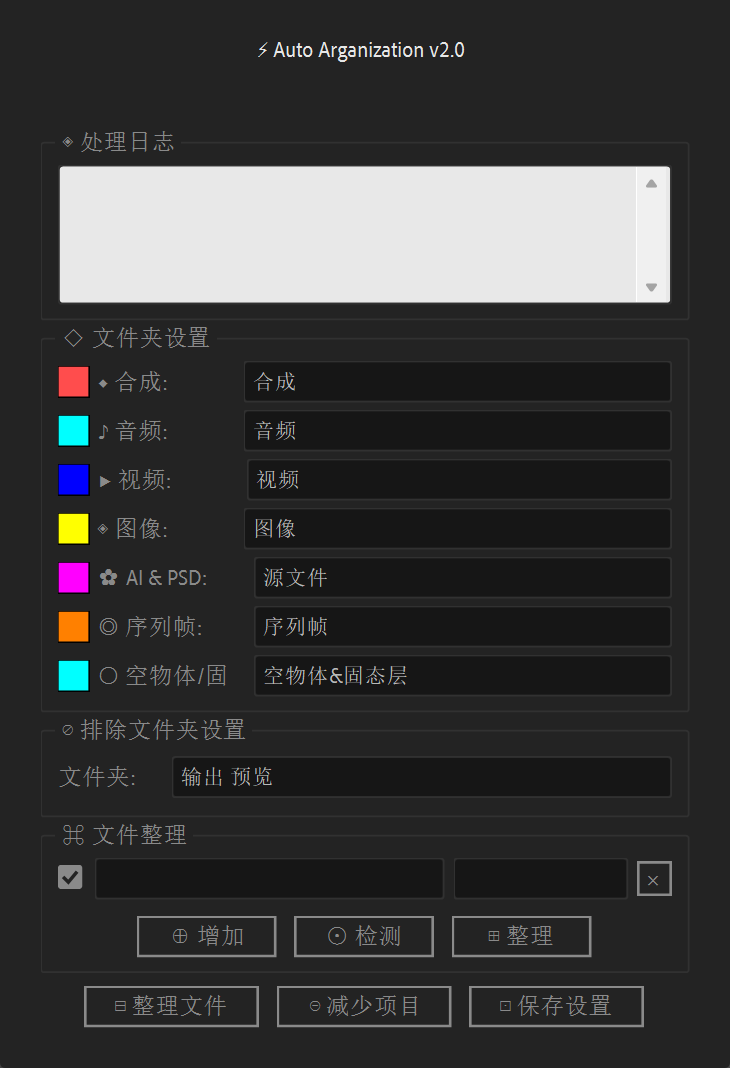 ⚡ Auto Arganization v2.0
◈ 处理日志
◇ 文件夹设置
⬥ 合成: 合成
♪ 音频: 音频
▶ 视频: 视频
◈ 图像: 图像
✿ AI & PSD: 源文件
◎ 序列帧: 序列帧
○ 空物体/固 空物体&固态层
⊘ 排除文件夹设置
文件夹: 输出 预览
⌘ 文件整理
×
⊕ 增加 ⊙ 检测 ⊞ 整理
⊟ 整理文件 ⊖ 减少项目 ⊡ 保存设置